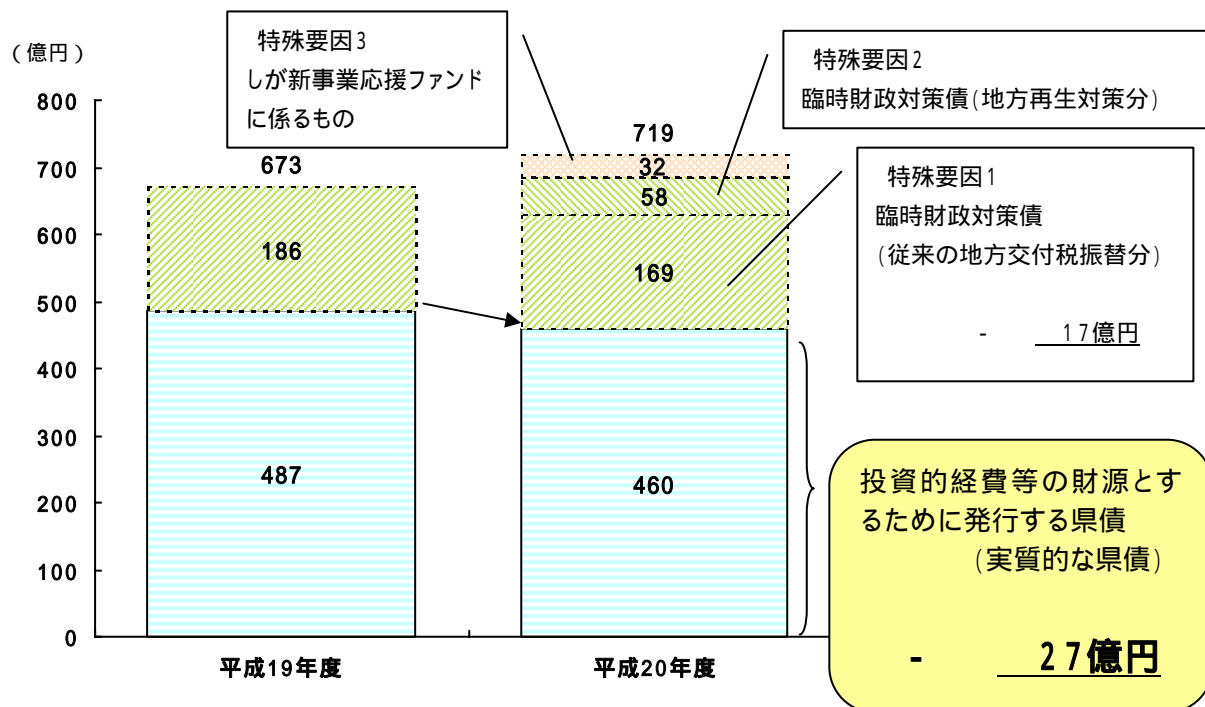 (億円)
特殊要因3
しが新事業応援ファンド
に係るもの
特殊要因2
臨時財政対策債(地方再生対策分)
特殊要因1
臨時財政対策債
(従来の地方交付税振替分)
- 17億円
800
700
600
500
400
300
200
100
0
673
186
487
719
32
58
169
460
平成19年度
平成20年度
投資的経費等の財源とす
るために発行する県債
(実質的な県債)
- 27億円